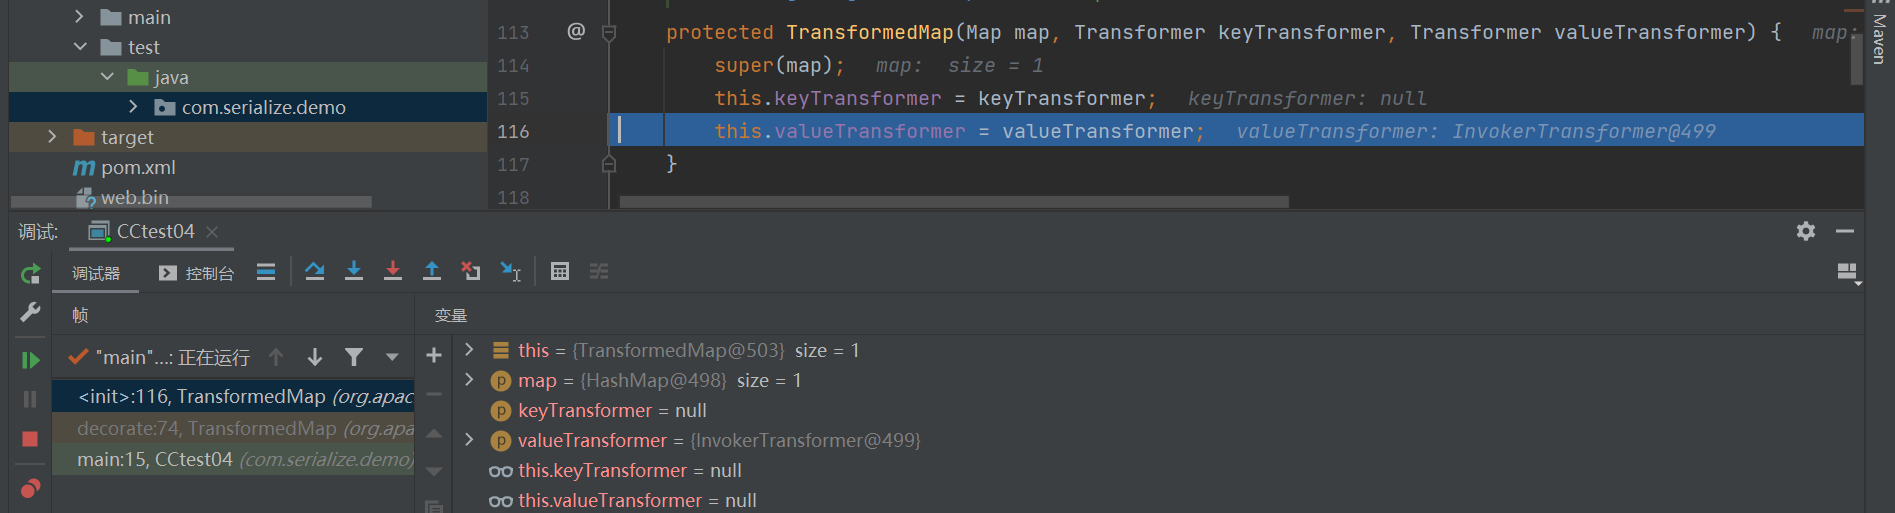 main
test
java
com.serialize.demo
target
pom.xml
web.bin
113 @ protected TransformedMap(Map map, Transformer keyTransformer, Transformer valueTransformer) { map:
114 super(map); map: size = 1
115 this.keyTransformer = keyTransformer; keyTransformer: null
116 this.valueTransformer = valueTransformer; valueTransformer: InvokerTransformer@499
117 }
118
Maven
调试: CCtest04
调试器 控制台
帧
"main"...: 正在运行
<init>:116, TransformedMap (org.apac
decorate:74, TransformedMap (org.apa
main:15, CCtest04 (com.serialize.demo)
变量
this = {TransformedMap@503} size = 1
map = {HashMap@498} size = 1
keyTransformer = null
valueTransformer = {InvokerTransformer@499}
this.keyTransformer = null
this.valueTransformer = null